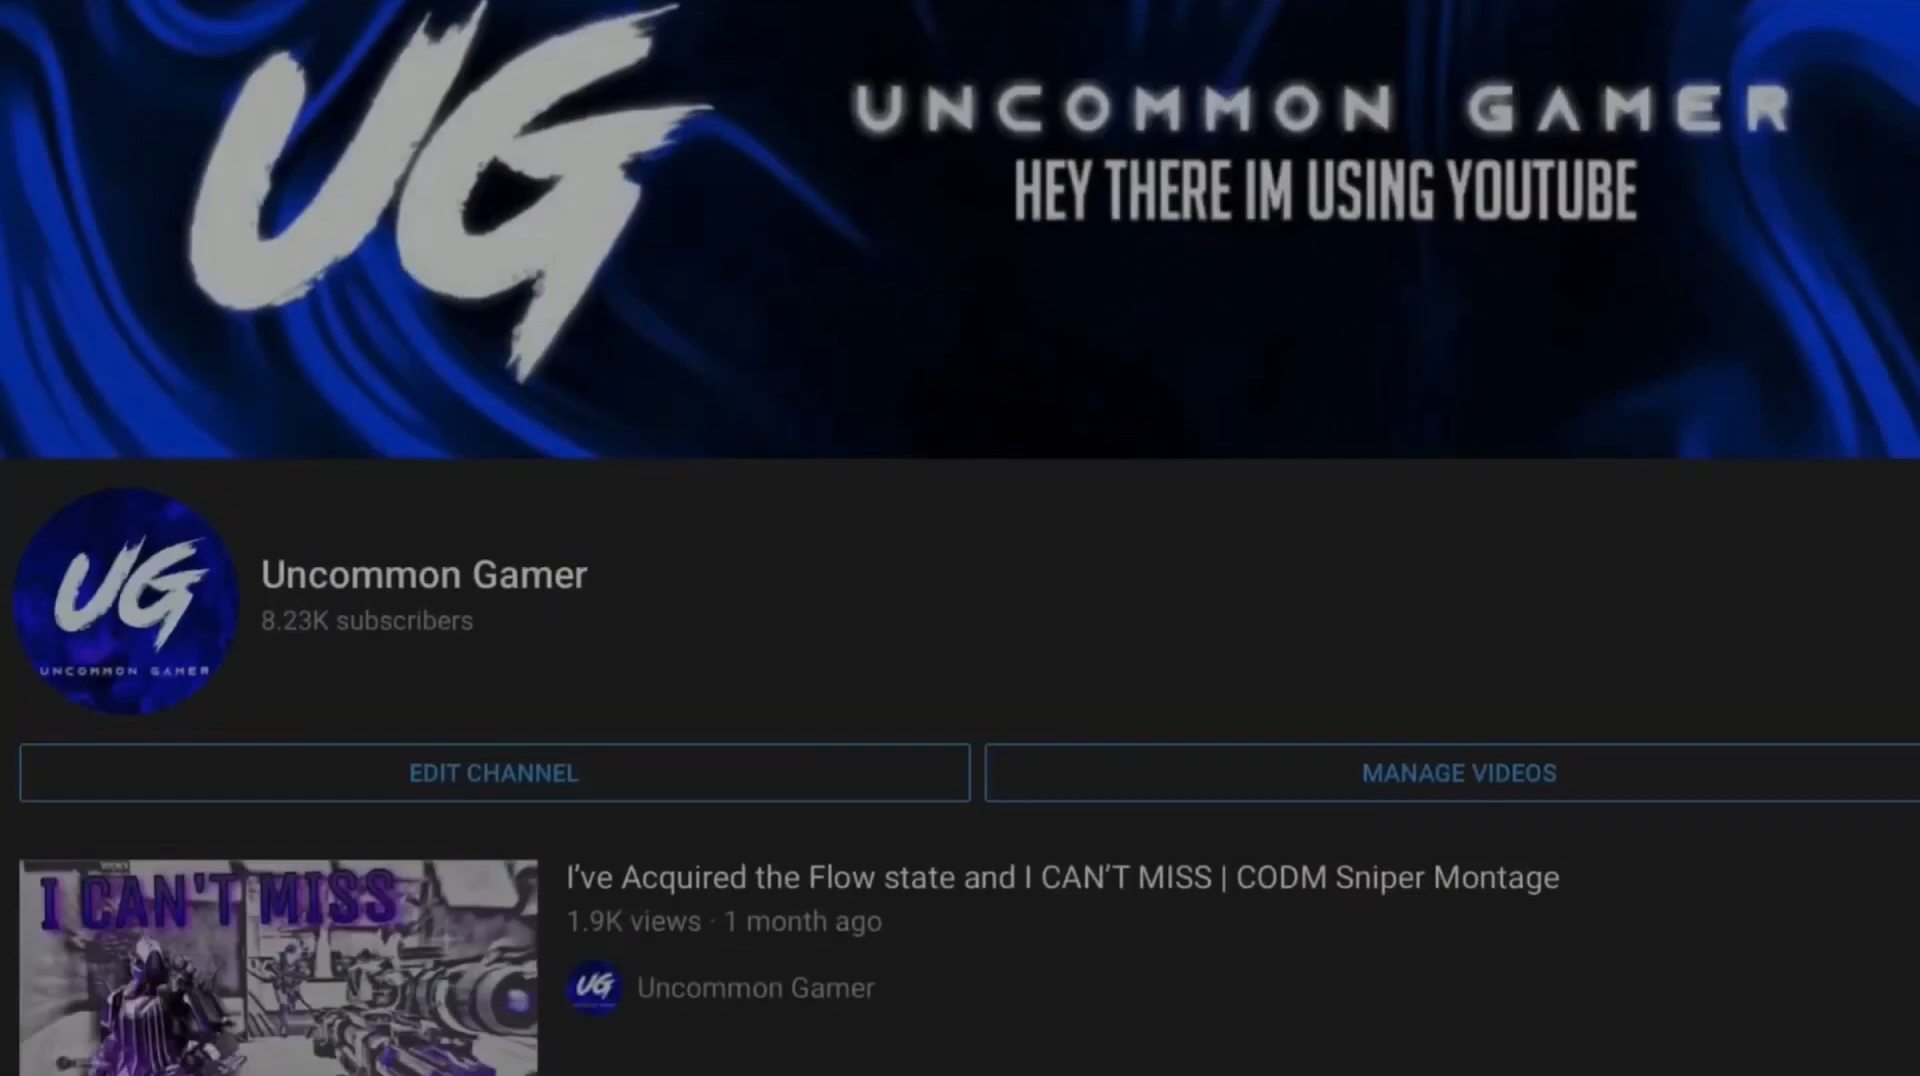 UG
UNCOMMON GAMER
HEY THERE IM USING YOUTUBE
UG
UNCOMMON GAMER
Uncommon Gamer
8.23K subscribers
EDIT CHANNEL
MANAGE VIDEOS
I CAN'T MISS
I’ve Acquired the Flow state and I CAN’T MISS | CODM Sniper Montage
1.9K views · 1 month ago
UG
Uncommon Gamer